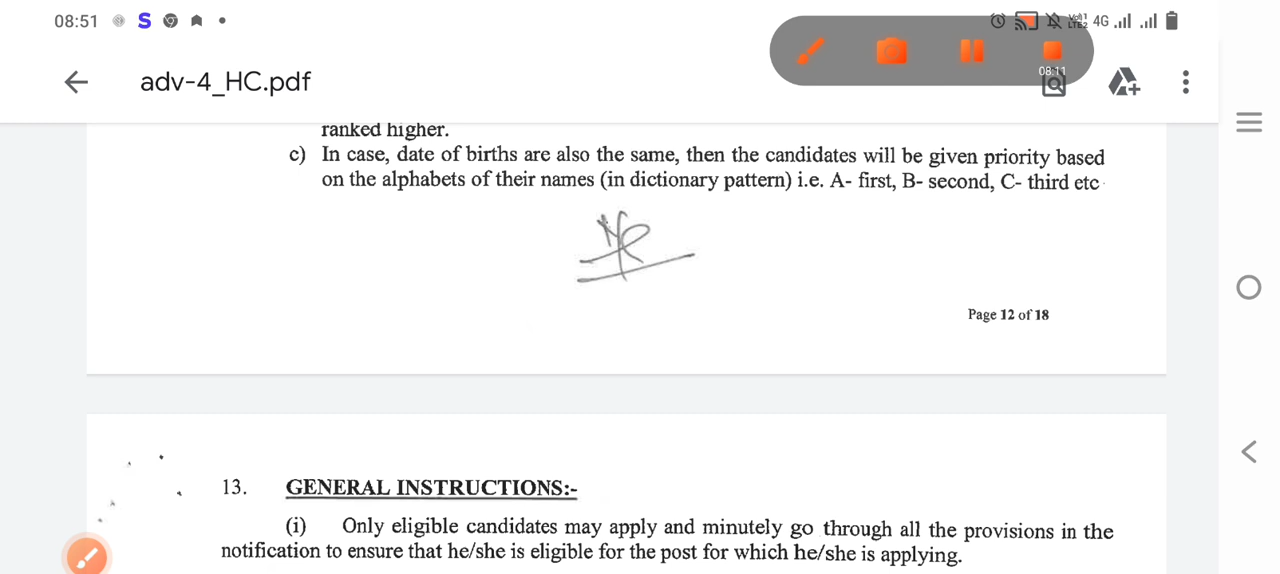 08:51 S 4G
08:11
adv-4_HC.pdf
ranked higher.
c) In case, date of births are also the same, then the candidates will be given priority based
on the alphabets of their names (in dictionary pattern) i.e. A- first, B- second, C- third etc
Page 12 of 18
13. GENERAL INSTRUCTIONS:-
(i) Only eligible candidates may apply and minutely go through all the provisions in the
notification to ensure that he/she is eligible for the post for which he/she is applying.